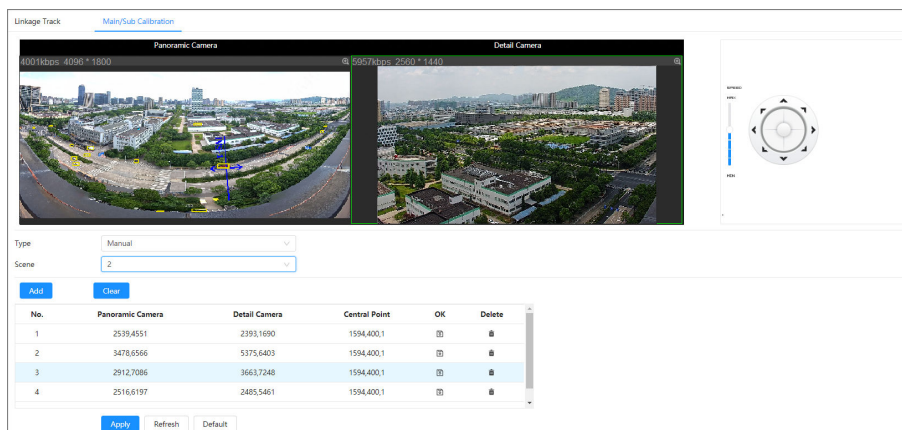 Linkage Track Main/Sub Calibration
Panoramic Camera Detail Camera
4001kbps 4096 * 1800 5957kbps 2560 * 1440
SPEED
MAX
MIN
Type Manual
Scene 2
Add Clear
No. Panoramic Camera Detail Camera Central Point OK Delete
1 2539,4551 2393,1690 1594,400,1
2 3478,6566 5375,6403 1594,400,1
3 2912,7086 3663,7248 1594,400,1
4 2516,6197 2485,5461 1594,400,1
Apply Refresh Default